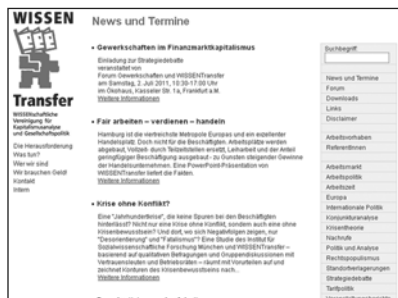 WISSEN
Transfer
WISSENschaftliche
Vereinigung für
Kapitalismusanalyse
und Gesellschaftspolitik
Die Herausforderung
Was tun?
Wer wir sind
Wir brauchen Geld!
Kontakt
Intern
News und Termine
Gewerkschaften im Finanzmarktkapitalismus
Einladung zur Strategiedebatte
veranstaltet von
Forum Gewerkschaften und WISSENTransfer
am Samstag, 2. Juli 2011, 10:30-17:00 Uhr
im Ökohaus, Kasseler Str. 1a, Frankfurt a.M.
Weitere Informationen
Fair arbeiten – verdienen – handeln
Hamburg ist die viertreichste Metropole Europas und ein exzellenter
Handelsplatz. Doch nicht für die Beschäftigten. Arbeitsplätze werden
abgebaut, Vollzeit- durch Teilzeitstellen ersetzt, Leiharbeit und der Anteil
geringfügiger Beschäftigung ausgebaut - zu Gunsten steigender Gewinne
der Handelsunternehmen. Eine PowerPoint-Präsentation von
WISSENTransfer liefert die Fakten.
Weitere Informationen
Krise ohne Konflikt?
Eine "Jahrhundertkrise", die keine Spuren bei den Beschäftigten
hinterlässt? Nicht nur eine Krise ohne Konflikt, sondern auch eine ohne
Krisenbewusstsein? Und dort, wo sich Negativfolgen zeigen, nur
"Desorientierung" und "Fatalismus"? Eine Studie des Institut für
Sozialwissenschaftliche Forschung München und WISSENTransfer –
basierend auf qualitativen Befragungen und Gruppendiskussionen mit
Vertrauensleuten und Betriebsräten – räumt mit Vorurteilen auf und
zeichnet Konturen des Krisenbewusstseins nach...
Weitere Informationen
Suchbegriff:
News und Termine
Forum
Downloads
Links
Disclaimer
Arbeitsvorhaben
ReferentInnen
Arbeitsmarkt
Arbeitspolitik
Arbeitszeit
Europa
Internationale Politik
Konjunkturanalyse
Krisentheorie
Nachrufe
Politik und Analyse
Rechtspopulismus
Standortverlagerungen
Strategiedebatte
Tarifpolitik